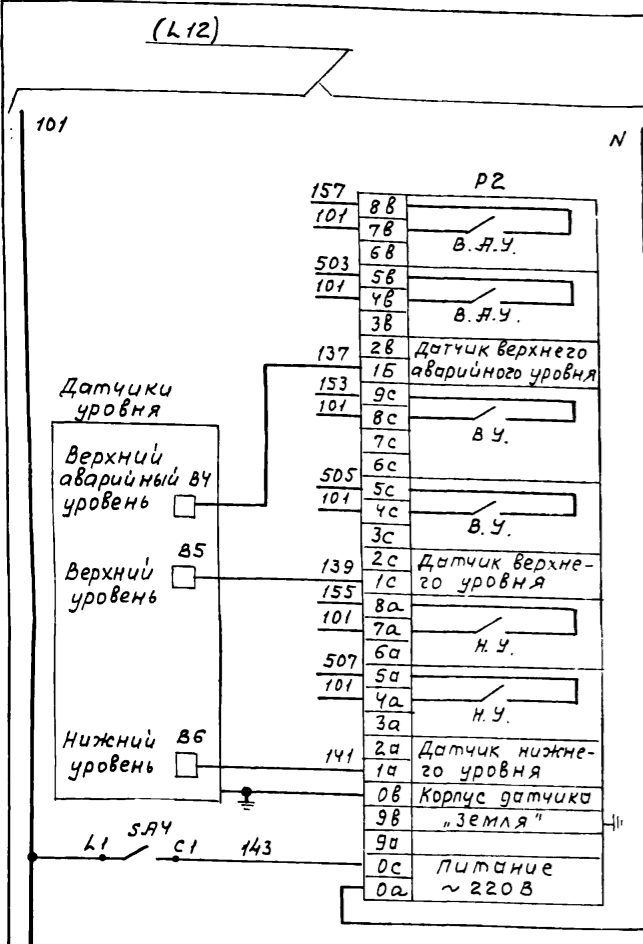 (L12)
101
N
P2
157 8в
101 7в
В.А.У.
6в
503 5в
101 4в
В.А.У.
3в
137 2в Датчик верхнего
1Б аварийного уровня
153 9с
101 8с
В У.
7с
6с
505 5с
101 4с
В.У.
3с
139 2с Датчик верхне-
1с го уровня
155 8а
101 7а
Н.У.
6а
507 5а
101 4а
Н.У.
3а
141 2а Датчик нижне-
1а го уровня
0в Корпус датчика
9в „Земля"
9а
0с Питание
0а ~ 220 В
Датчики
уровня
Верхний
аварийный В4
уровень
В5
Верхний
уровень
Нижний В6
уровень
L1 SA4 C1 143